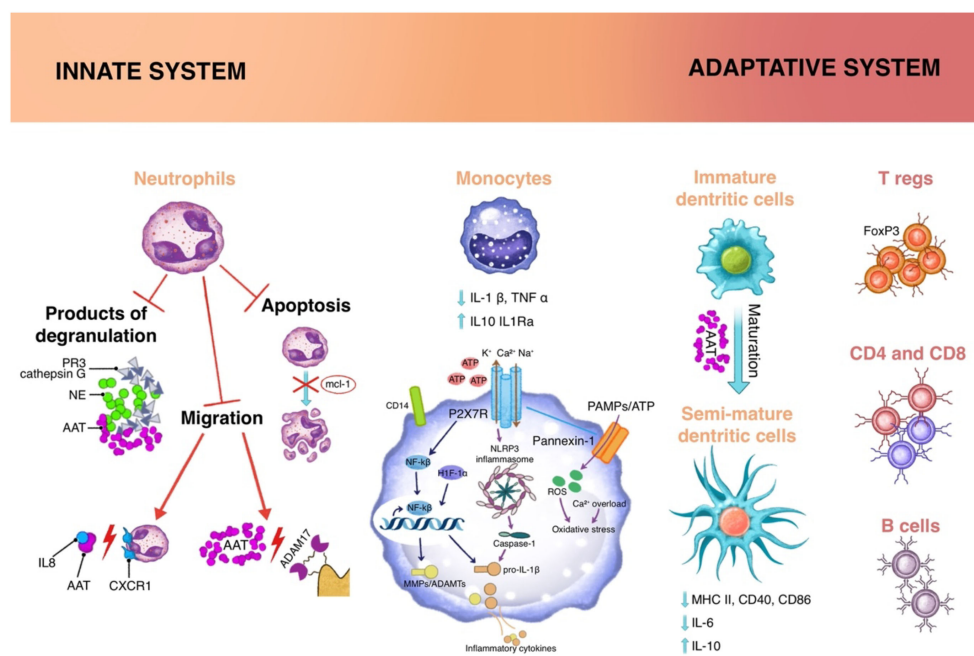 INNATE SYSTEM
ADAPTATIVE SYSTEM
Neutrophils
Products of
degranulation
PR3
cathepsin G
NE
AAT
Apoptosis
mcl-1
Migration
IL8
AAT
CXCR1
AAT
ADAM17
Monocytes
IL-1 β, TNF α
IL10 IL1Ra
K⁺ Ca²⁺ Na⁺
ATP
ATP
ATP
CD14
P2X7R
PAMPs/ATP
Pannexin-1
NLRP3
inflammasome
NF-kβ
H1F-1α
NF-kβ
ROS
Ca²⁺ overload
Oxidative stress
Caspase-1
pro-IL-1β
MMPs/ADAMTs
Inflammatory cytokines
Immature
dentritic cells
AAT
Maturation
Semi-mature
dentritic cells
MHC II, CD40, CD86
IL-6
IL-10
T regs
FoxP3
CD4 and CD8
B cells